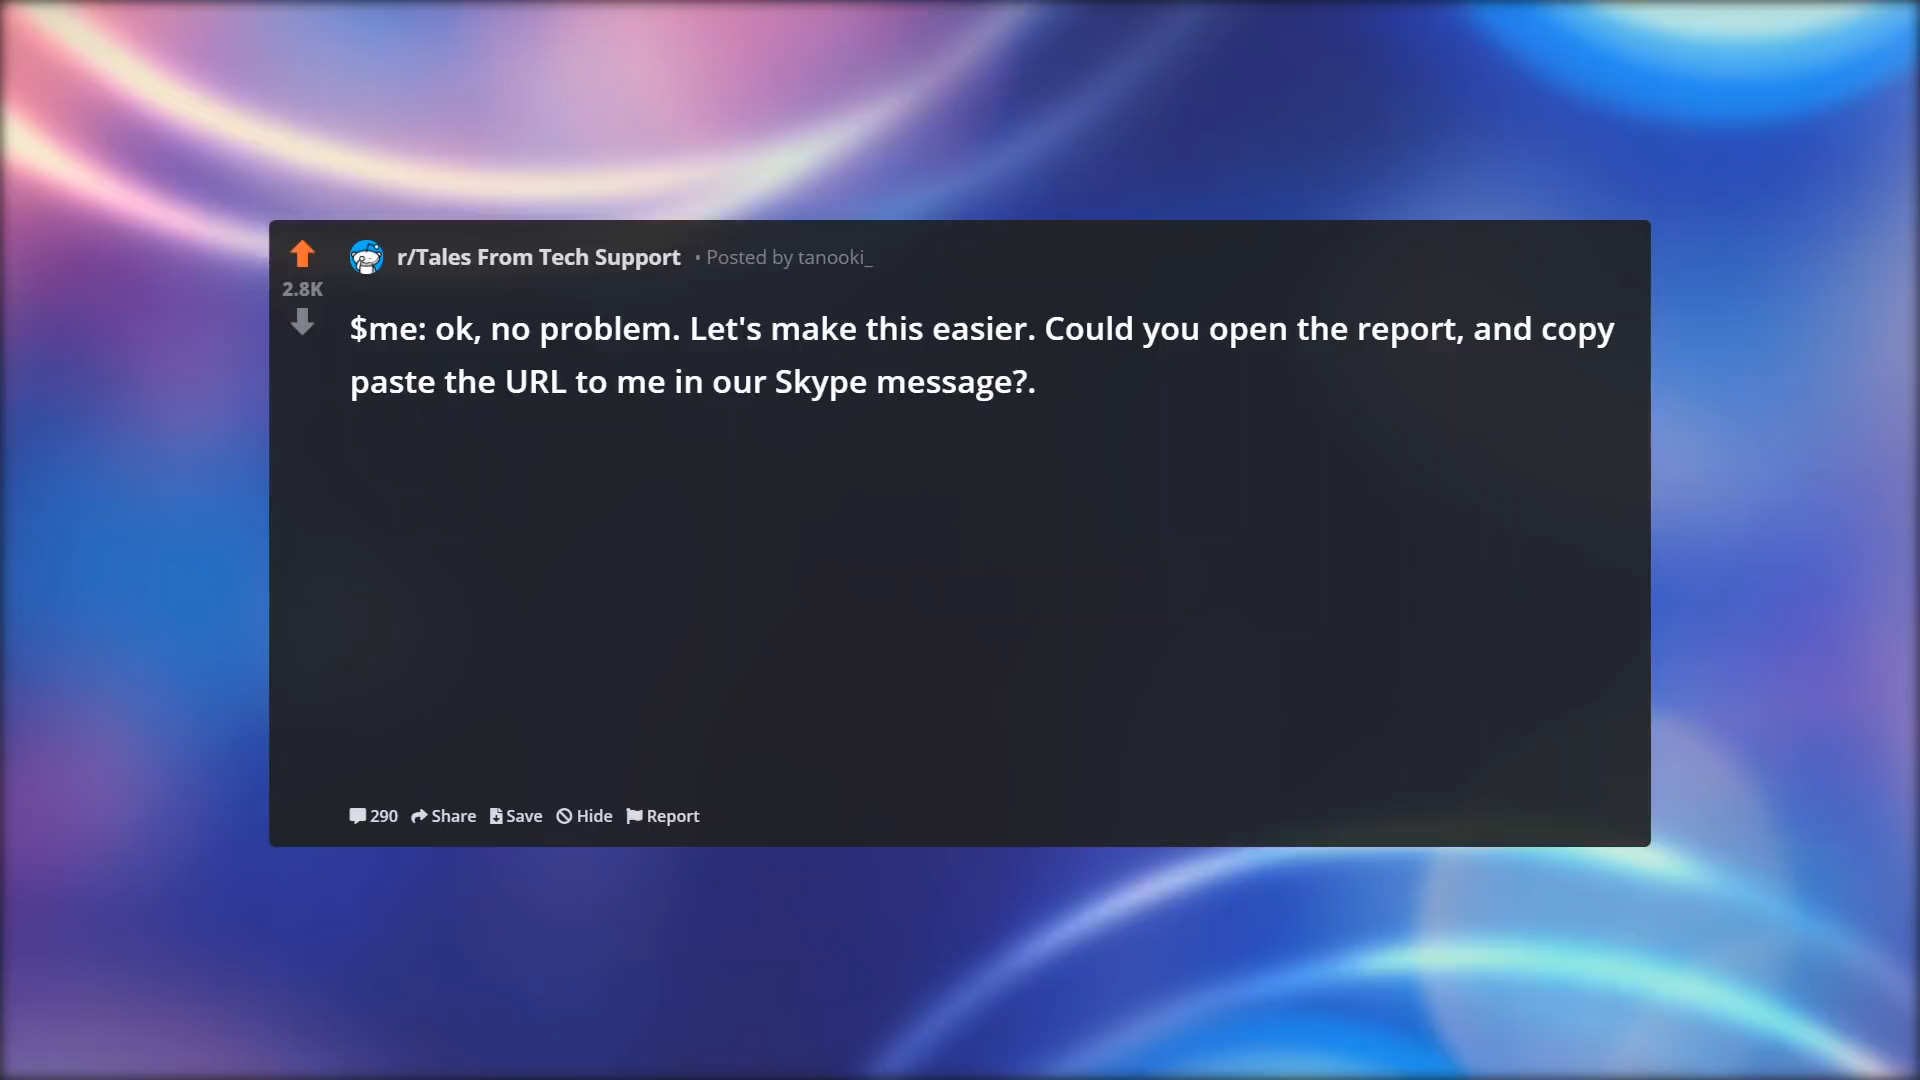 r/Tales From Tech Support • Posted by tanooki_
2.8K
$me: ok, no problem. Let's make this easier. Could you open the report, and copy
paste the URL to me in our Skype message?.
290 Share Save Hide Report